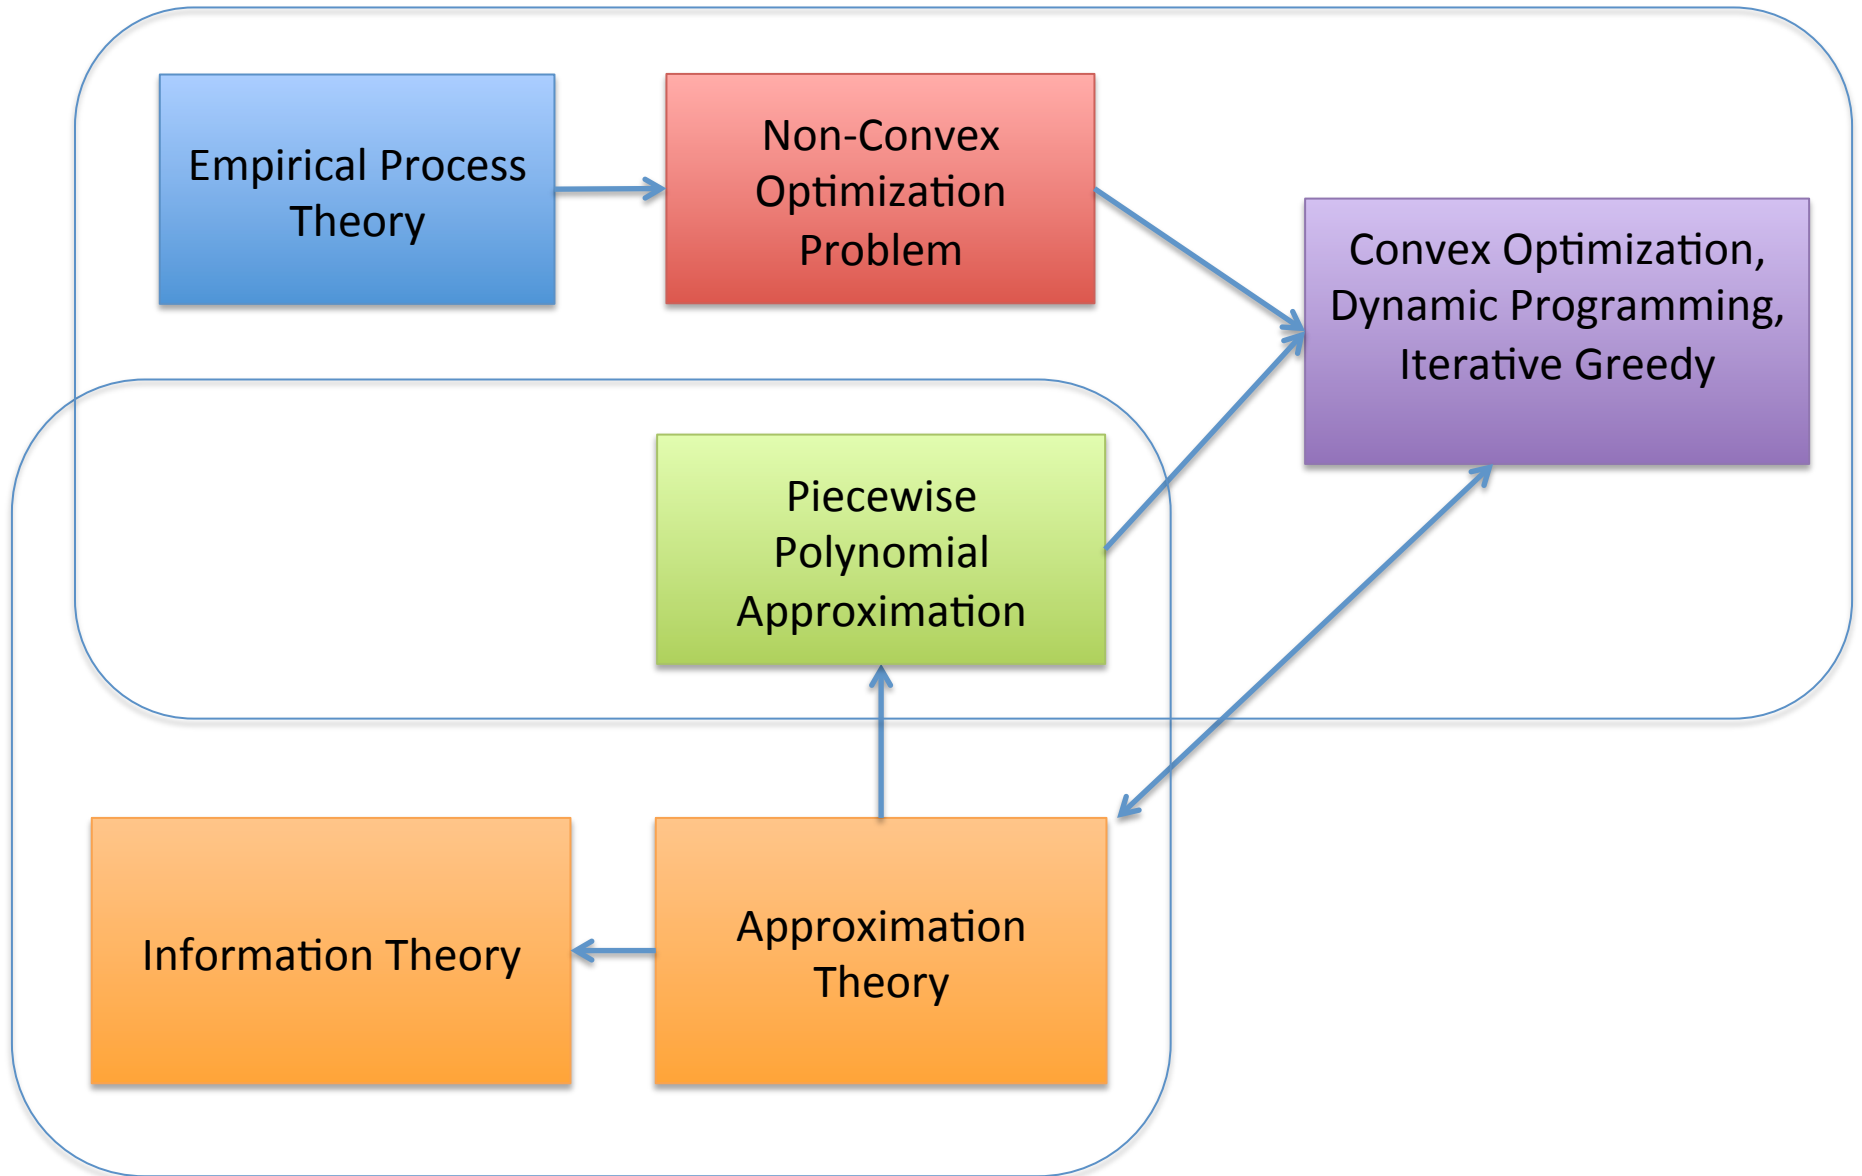 Empirical Process
Theory
Non-Convex
Optimization
Problem
Convex Optimization,
Dynamic Programming,
Iterative Greedy
Piecewise
Polynomial
Approximation
Information Theory
Approximation
Theory